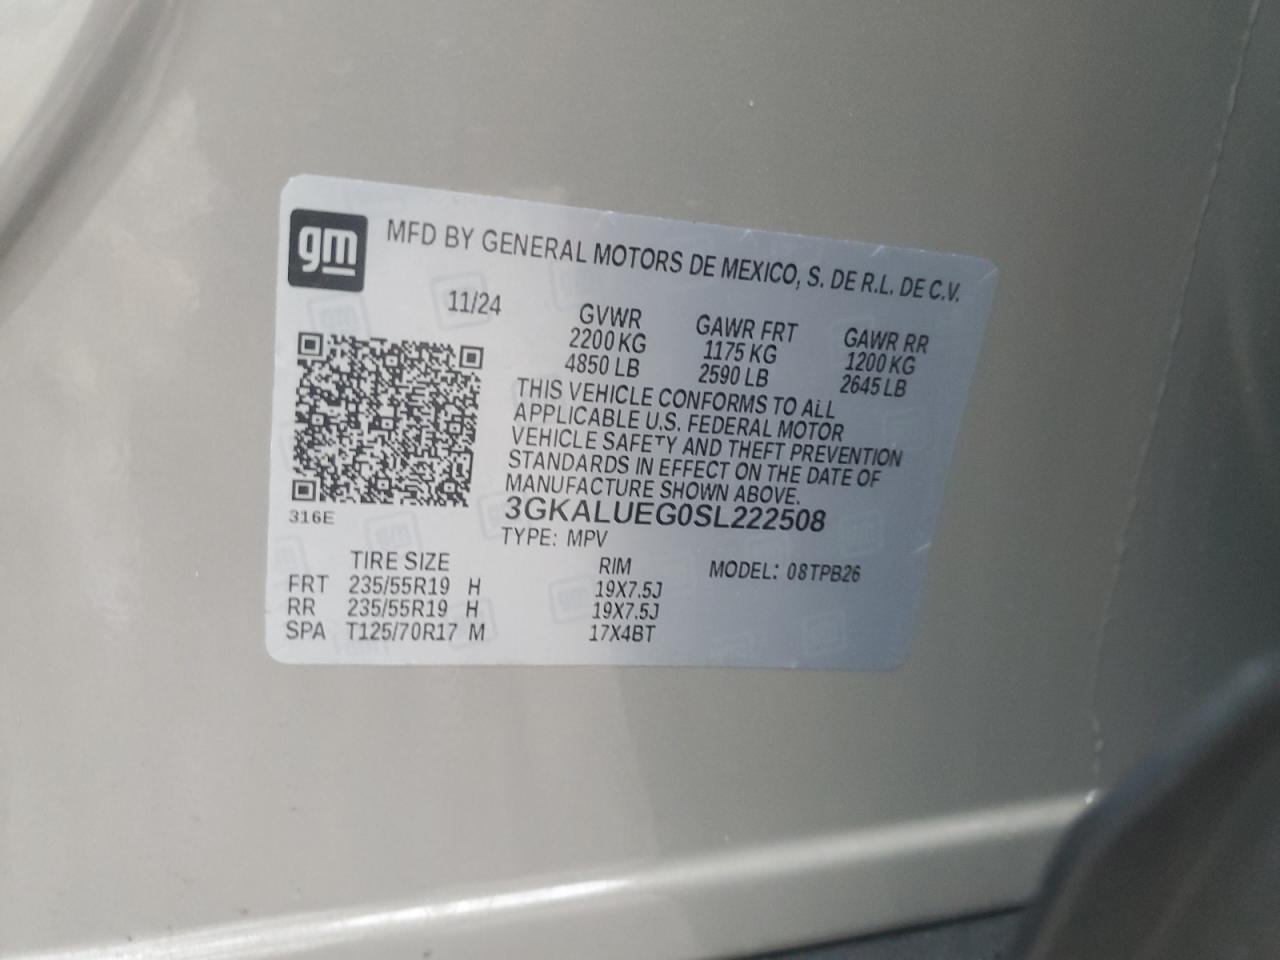 gm
MFD BY GENERAL MOTORS DE MEXICO, S. DE R.L. DE C.V.
11/24 GVWR GAWR FRT GAWR RR
2200 KG 1175 KG 1200 KG
4850 LB 2590 LB 2645 LB
THIS VEHICLE CONFORMS TO ALL
APPLICABLE U.S. FEDERAL MOTOR
VEHICLE SAFETY AND THEFT PREVENTION
STANDARDS IN EFFECT ON THE DATE OF
MANUFACTURE SHOWN ABOVE.
316E 3GKALUEG0SL222508
TYPE: MPV
TIRE SIZE RIM MODEL: 08TPB26
FRT 235/55R19 H 19X7.5J
RR 235/55R19 H 19X7.5J
SPA T125/70R17 M 17X4BT